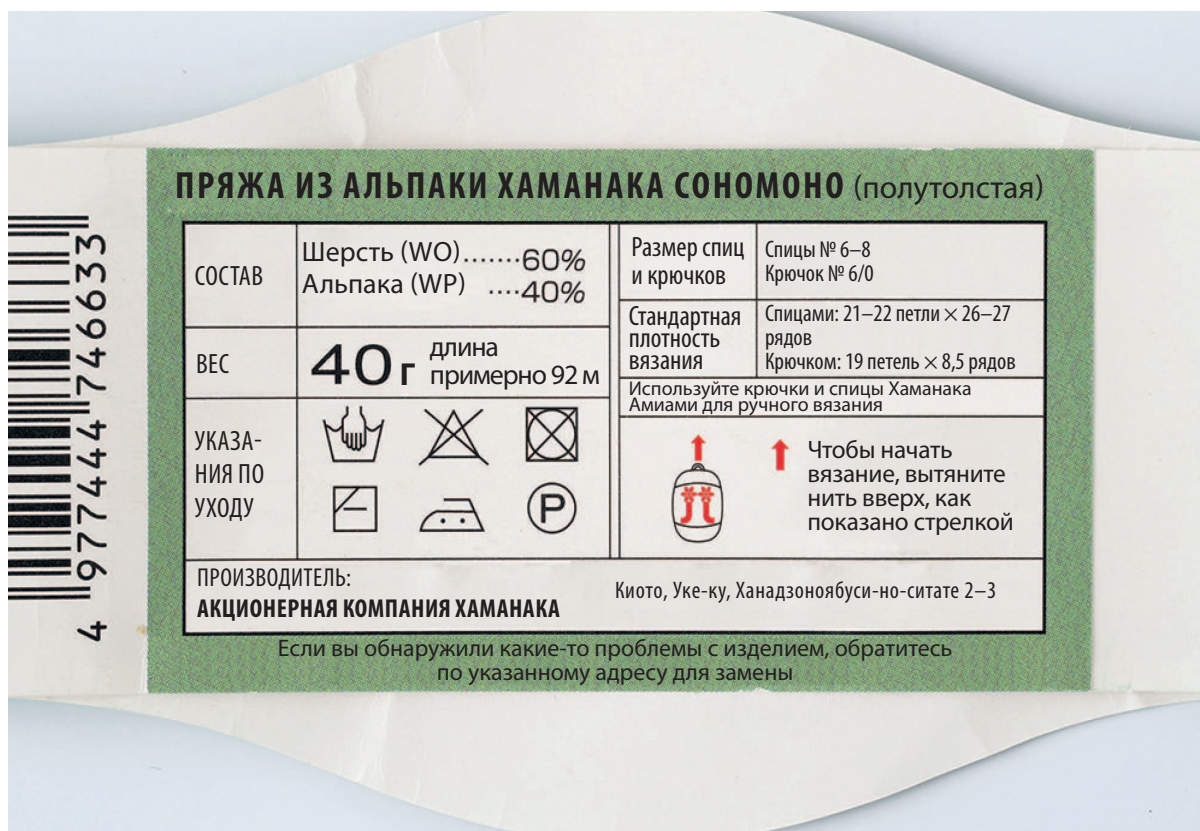 ПРЯЖА ИЗ АЛЬПАКИ ХАМАНАКА СОНОМОНО (полутолстая)
СОСТАВ
Шерсть (WO).......60%
Альпака (WP) ....40%
ВЕС
40г длина
примерно 92 м
УКАЗА-
НИЯ ПО
УХОДУ
P
Размер спиц
и крючков
Спицы № 6–8
Крючок № 6/0
Стандартная
плотность
вязания
Спицами: 21–22 петли × 26–27
рядов
Крючком: 19 петель × 8,5 рядов
Используйте крючки и спицы Хаманака
Амиами для ручного вязания
Чтобы начать
вязание, вытяните
нить вверх, как
показано стрелкой
ПРОИЗВОДИТЕЛЬ:
АКЦИОНЕРНАЯ КОМПАНИЯ ХАМАНАКА
Киото, Уке-ку, Ханадзоноябуси-но-ситате 2–3
Если вы обнаружили какие-то проблемы с изделием, обратитесь
по указанному адресу для замены
4 977444 746633